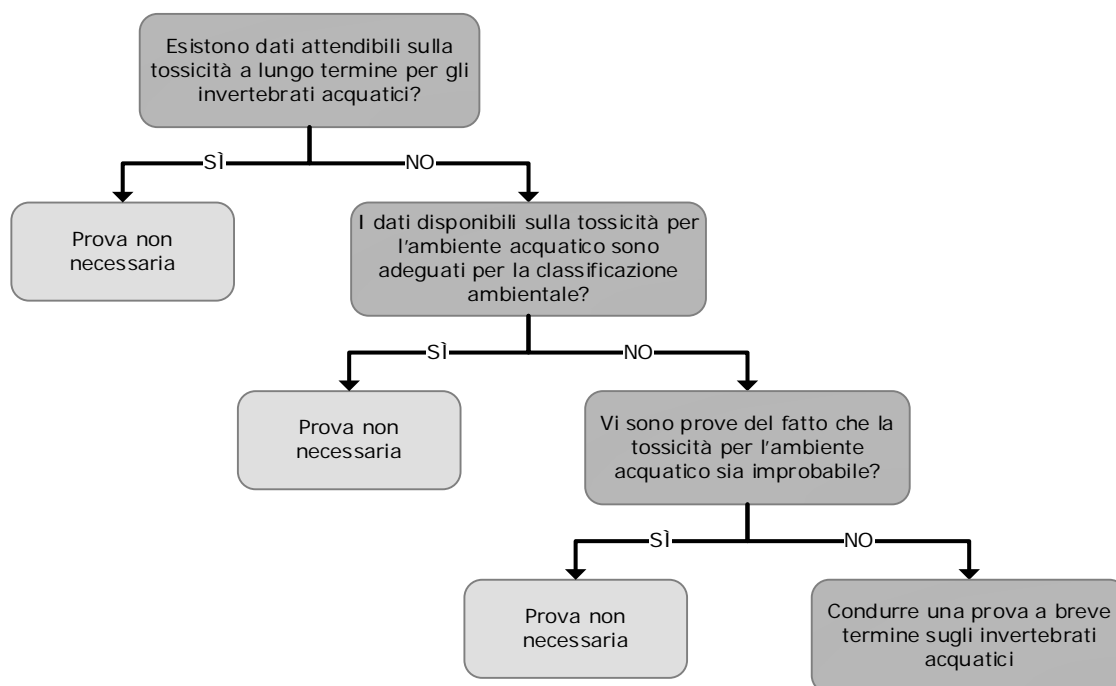 Esistono dati attendibili sulla
tossicità a lungo termine per gli
invertebrati acquatici?
SÌ
NO
Prova non
necessaria
I dati disponibili sulla tossicità per
l'ambiente acquatico sono
adeguati per la classificazione
ambientale?
SÌ
NO
Prova non
necessaria
Vi sono prove del fatto che la
tossicità per l'ambiente
acquatico sia improbabile?
SÌ
NO
Prova non
necessaria
Condurre una prova a breve
termine sugli invertebrati
acquatici